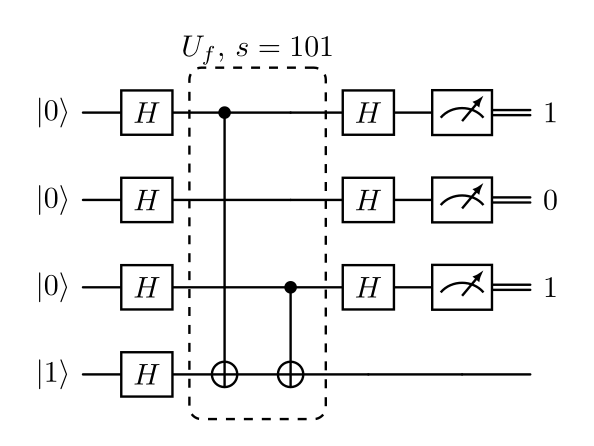 U_f, s = 101
|0⟩ H H 1
|0⟩ H H 0
|0⟩ H H 1
|1⟩ H